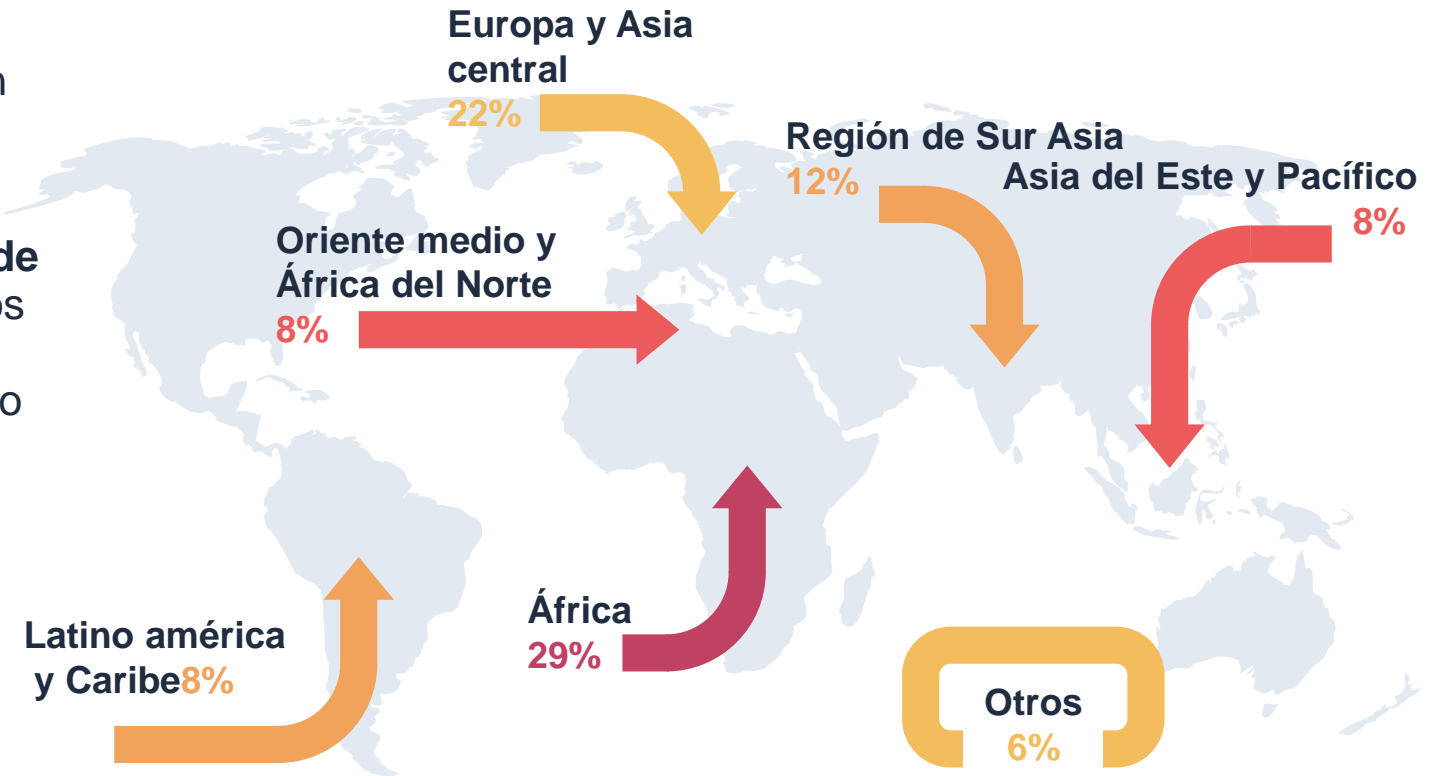 Europa y Asia
central
22%
Región de Sur Asia
12%
Asia del Este y Pacífico
8%
de
Oriente medio y
África del Norte
8%
África
29%
Latino américa
y Caribe8%
Otros
6%